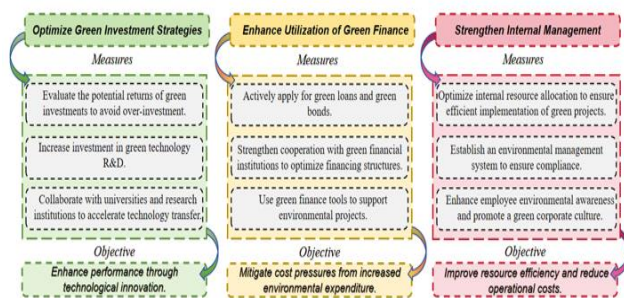 Optimize Green Investment Strategies
Measures
Evaluate the potential returns of green
investments to avoid over-investment.
Increase investment in green technology
R&D.
Collaborate with universities and research
institutions to accelerate technology transfer.
Objective
Enhance performance through
technological innovation.
Enhance Utilization of Green Finance
Measures
Actively apply for green loans and green
bonds.
Strengthen cooperation with green financial
institutions to optimize financing structures.
Use green finance tools to support
environmental projects.
Objective
Mitigate cost pressures from increased
environmental expenditure.
Strengthen Internal Management
Measures
Optimize internal resource allocation to ensure
efficient implementation of green projects.
Establish an environmental management
system to ensure compliance.
Enhance employee environmental awareness
and promote a green corporate culture.
Objective
Improve resource efficiency and reduce
operational costs.